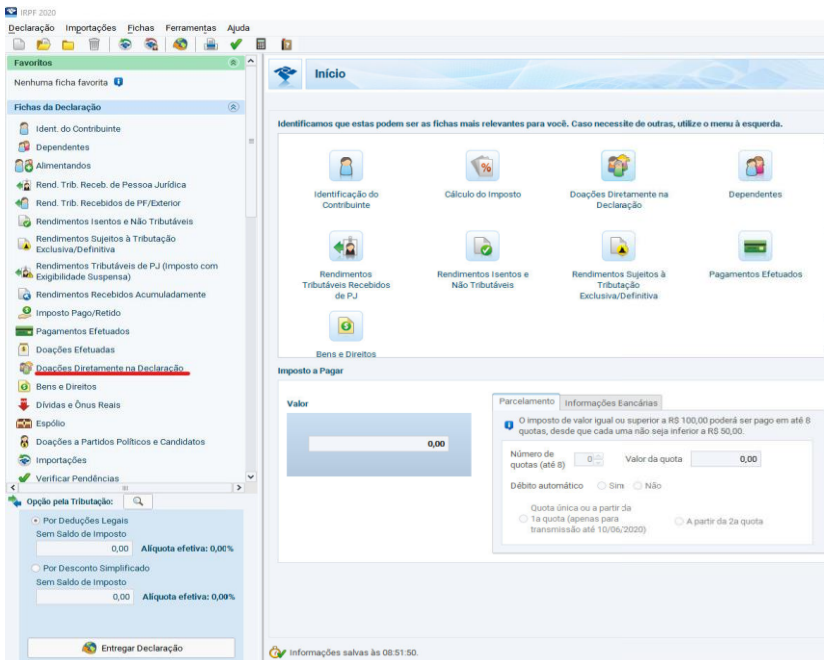 IRPF 2020
Declaração Importações Fichas Ferramentas Ajuda
Favoritos
Nenhuma ficha favorita
Fichas da Declaração
Ident. do Contribuinte
Dependentes
Alimentandos
Rend. Trib. Receb. de Pessoa Jurídica
Rend. Trib. Recebidos de PF/Exterior
Rendimentos Isentos e Não Tributáveis
Rendimentos Sujeitos à Tributação
Exclusiva/Definitiva
Rendimentos Tributáveis de PJ (Imposto com
Exigibilidade Suspensa)
Rendimentos Recebidos Acumuladamente
Imposto Pago/Retido
Pagamentos Efetuados
Doações Efetuadas
Doações Diretamente na Declaração
Bens e Direitos
Dívidas e Ônus Reais
Espólio
Doações a Partidos Políticos e Candidatos
Importações
Verificar Pendências
Opção pela Tributação:
Por Deduções Legais
Sem Saldo de Imposto
0,00 Alíquota efetiva: 0,00%
Por Desconto Simplificado
Sem Saldo de Imposto
0,00 Alíquota efetiva: 0,00%
Entregar Declaração
Início
Identificamos que estas podem ser as fichas mais relevantes para você. Caso necessite de outras, utilize o menu à esquerda.
Identificação do
Contribuinte
Cálculo do Imposto
Doações Diretamente na
Declaração
Dependentes
Rendimentos
Tributáveis Recebidos
de PJ
Rendimentos Isentos e
Não Tributáveis
Rendimentos Sujeitos à
Tributação
Exclusiva/Definitiva
Pagamentos Efetuados
Bens e Direitos
Imposto a Pagar
Valor
0,00
Parcelamento Informações Bancárias
O imposto de valor igual ou superior a R$ 100,00 poderá ser pago em até 8
quotas, desde que cada uma não seja inferior a R$ 50,00.
Número de
quotas (até 8)
0
Valor da quota
0,00
Débito automático Sim Não
Quota única ou a partir da
1a quota (apenas para
transmissão até 10/06/2020)
A partir da 2a quota
Informações salvas às 08:51:50.